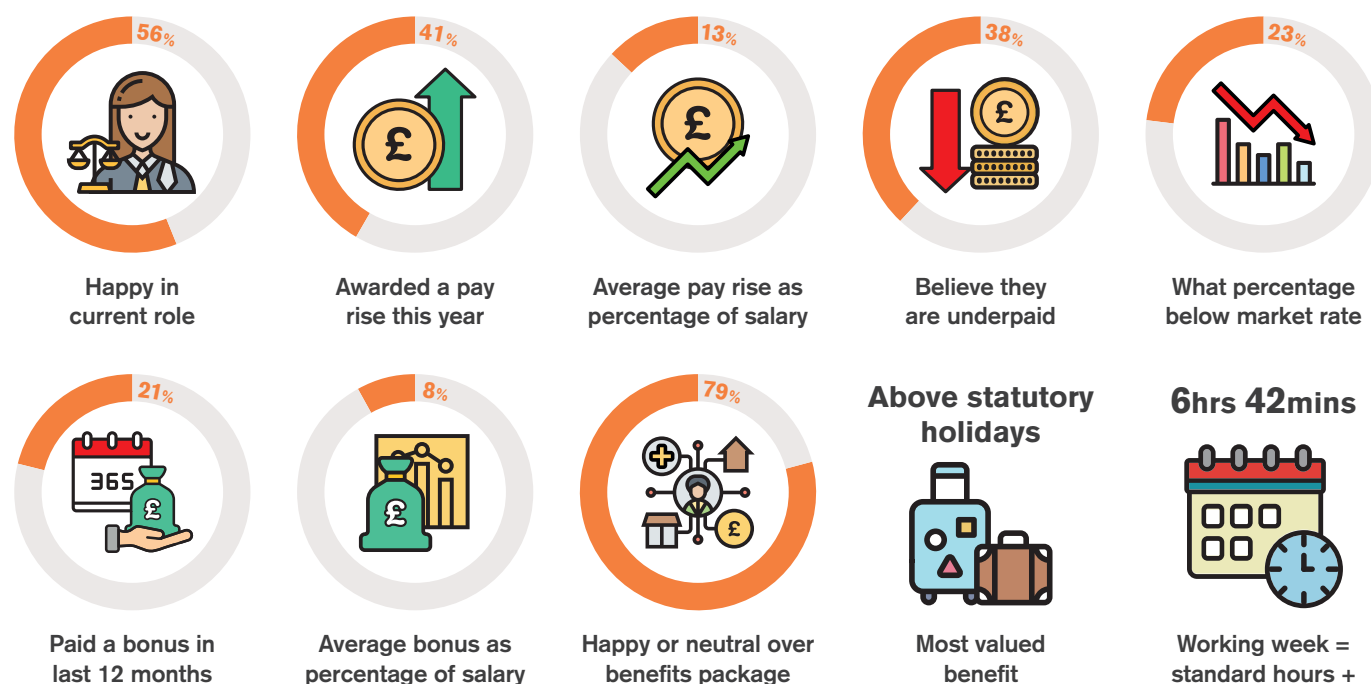 56%
41%
13%
38%
23%
£
£
£
Happy in
current role
Awarded a pay
rise this year
Average pay rise as
percentage of salary
Believe they
are underpaid
What percentage
below market rate
21%
8%
79%
Above statutory
holidays
6hrs 42mins
365
£
£
£
Paid a bonus in
last 12 months
Average bonus as
percentage of salary
Happy or neutral over
benefits package
Most valued
benefit
Working week =
standard hours +